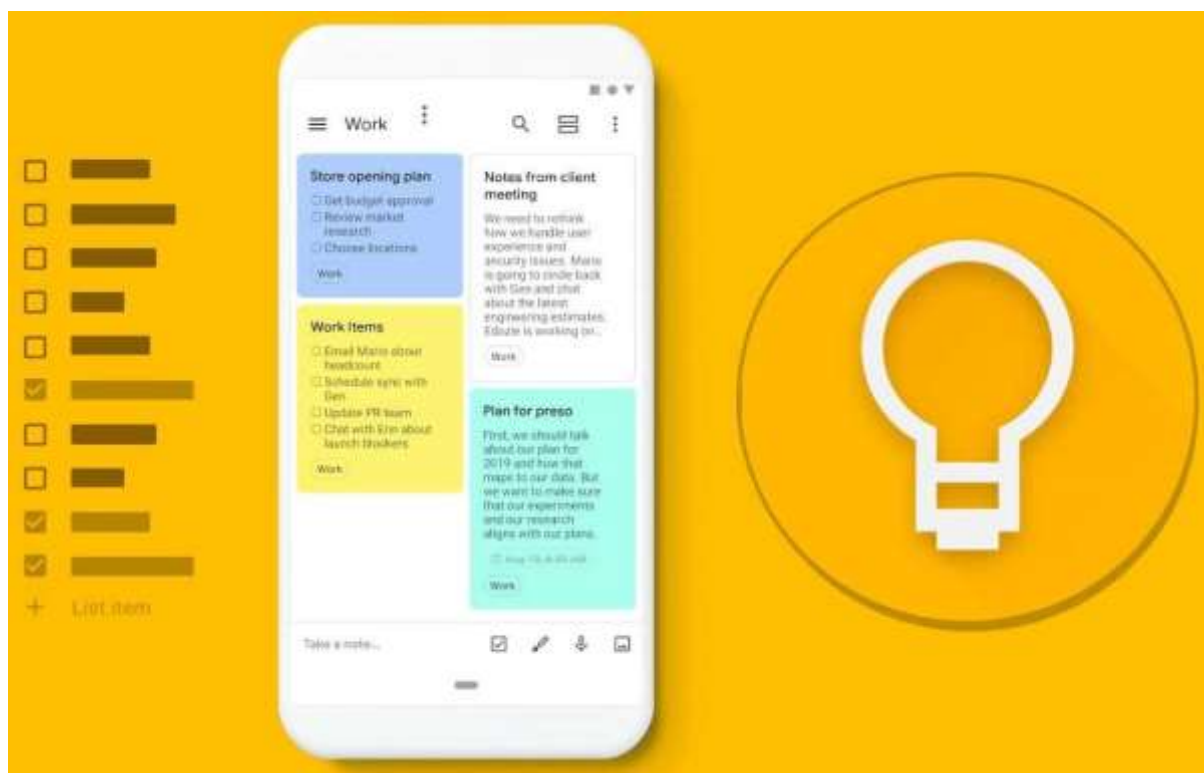 Work
Store opening plan
Get budget approval
Review market
research
Choose locations
Work
Work Items
Email Mario about
headcount
Schedule sync with
Gen
Update PR team
Chat with Erin about
launch blockers
Work
Notes from client
meeting
We need to rethink
how we handle user
experience and
security issues. Mario
is going to circle back
with Gen and chat
about the latest
engineering estimates.
is working on...
Work
Plan for preso
First, we should talk
about our plan for
2019 and how that
maps to our data. But
we want to make sure
that our experiments
and our research
aligns with our plans.
Work
Take a note...
List item